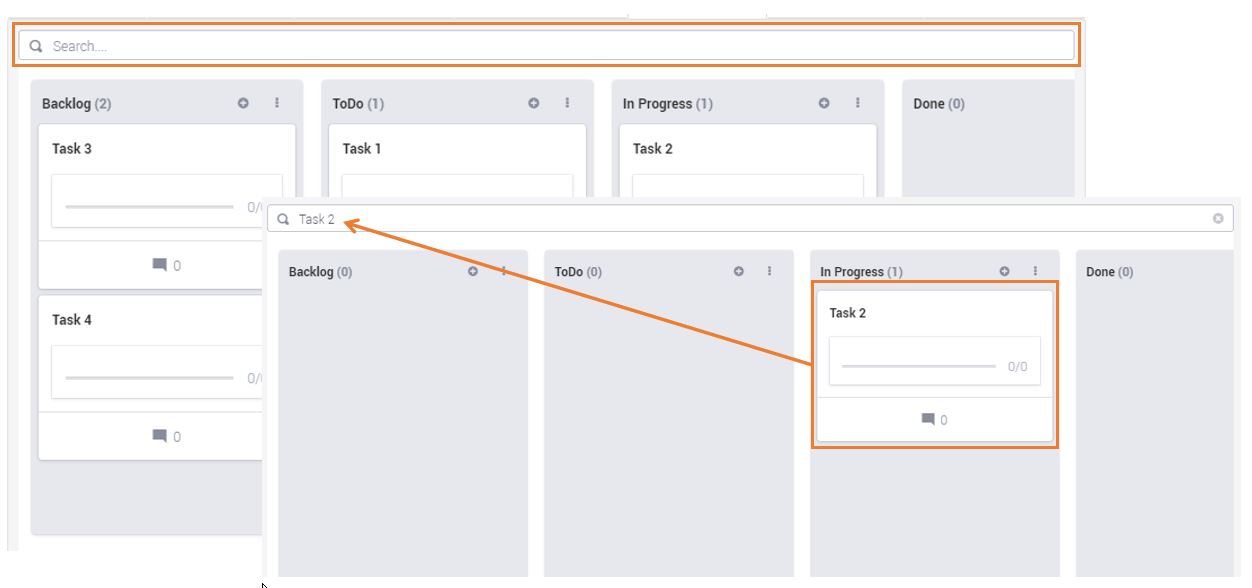 Search....
Backlog (2)
ToDo (1)
In Progress (1)
Done (0)
Task 3
Task 1
Task 2
0/
0
Task 4
0/
0
Task 2
Backlog (0)
ToDo (0)
In Progress (1)
Done (0)
Task 2
0/0
0